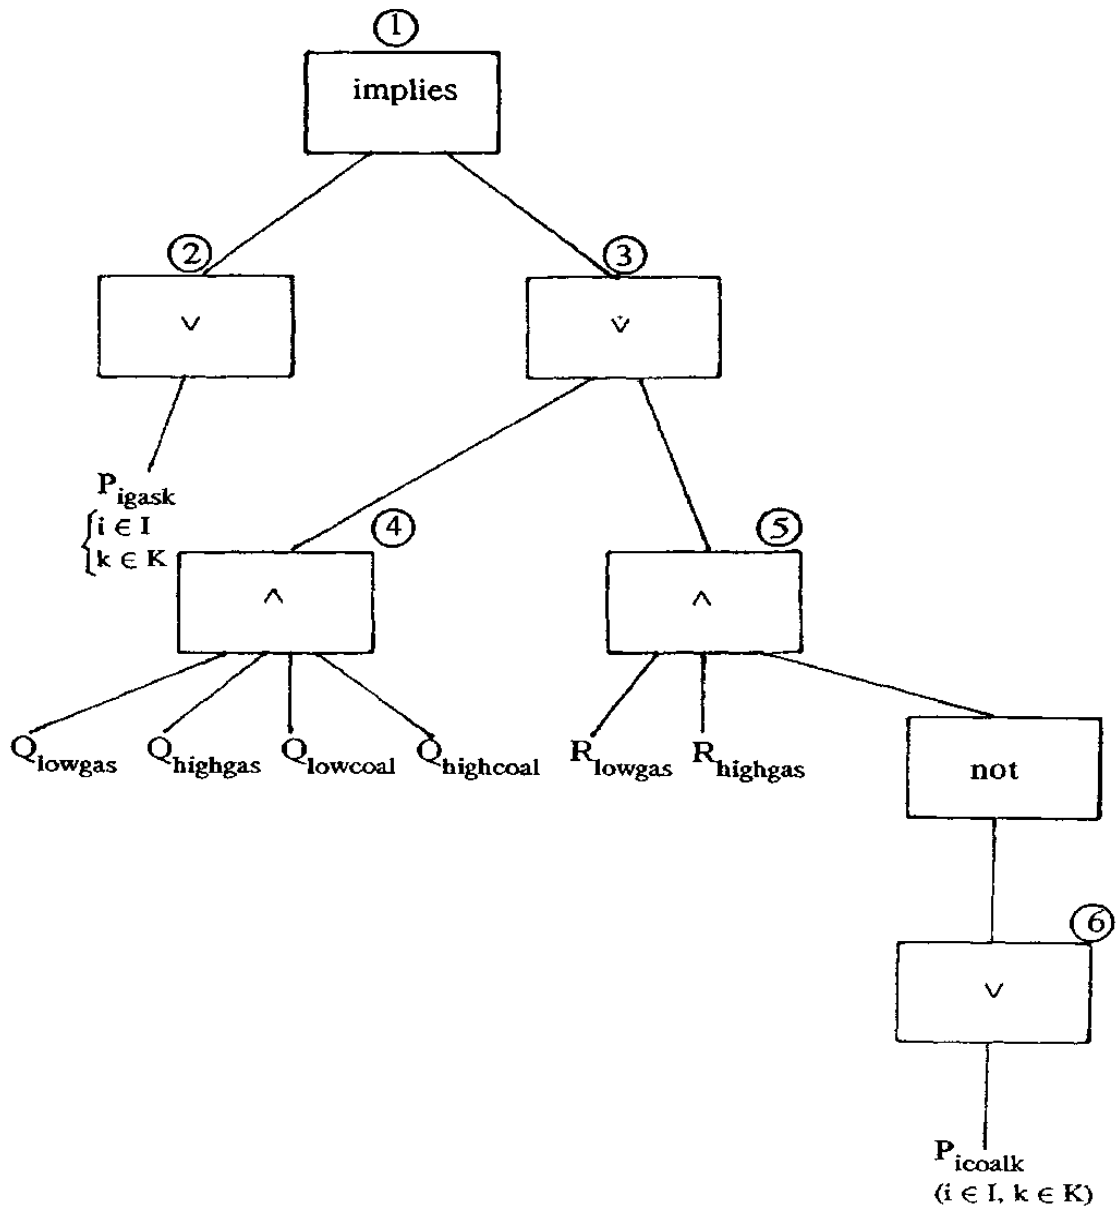 1
implies
2
3
∨
∨̇
P_igask
{i ∈ I
k ∈ K
4
5
∧
∧
Q_lowgas Q_highgas Q_lowcoal Q_highcoal R_lowgas R_highgas
not
6
∨
P_icoalk
(i ∈ I, k ∈ K)